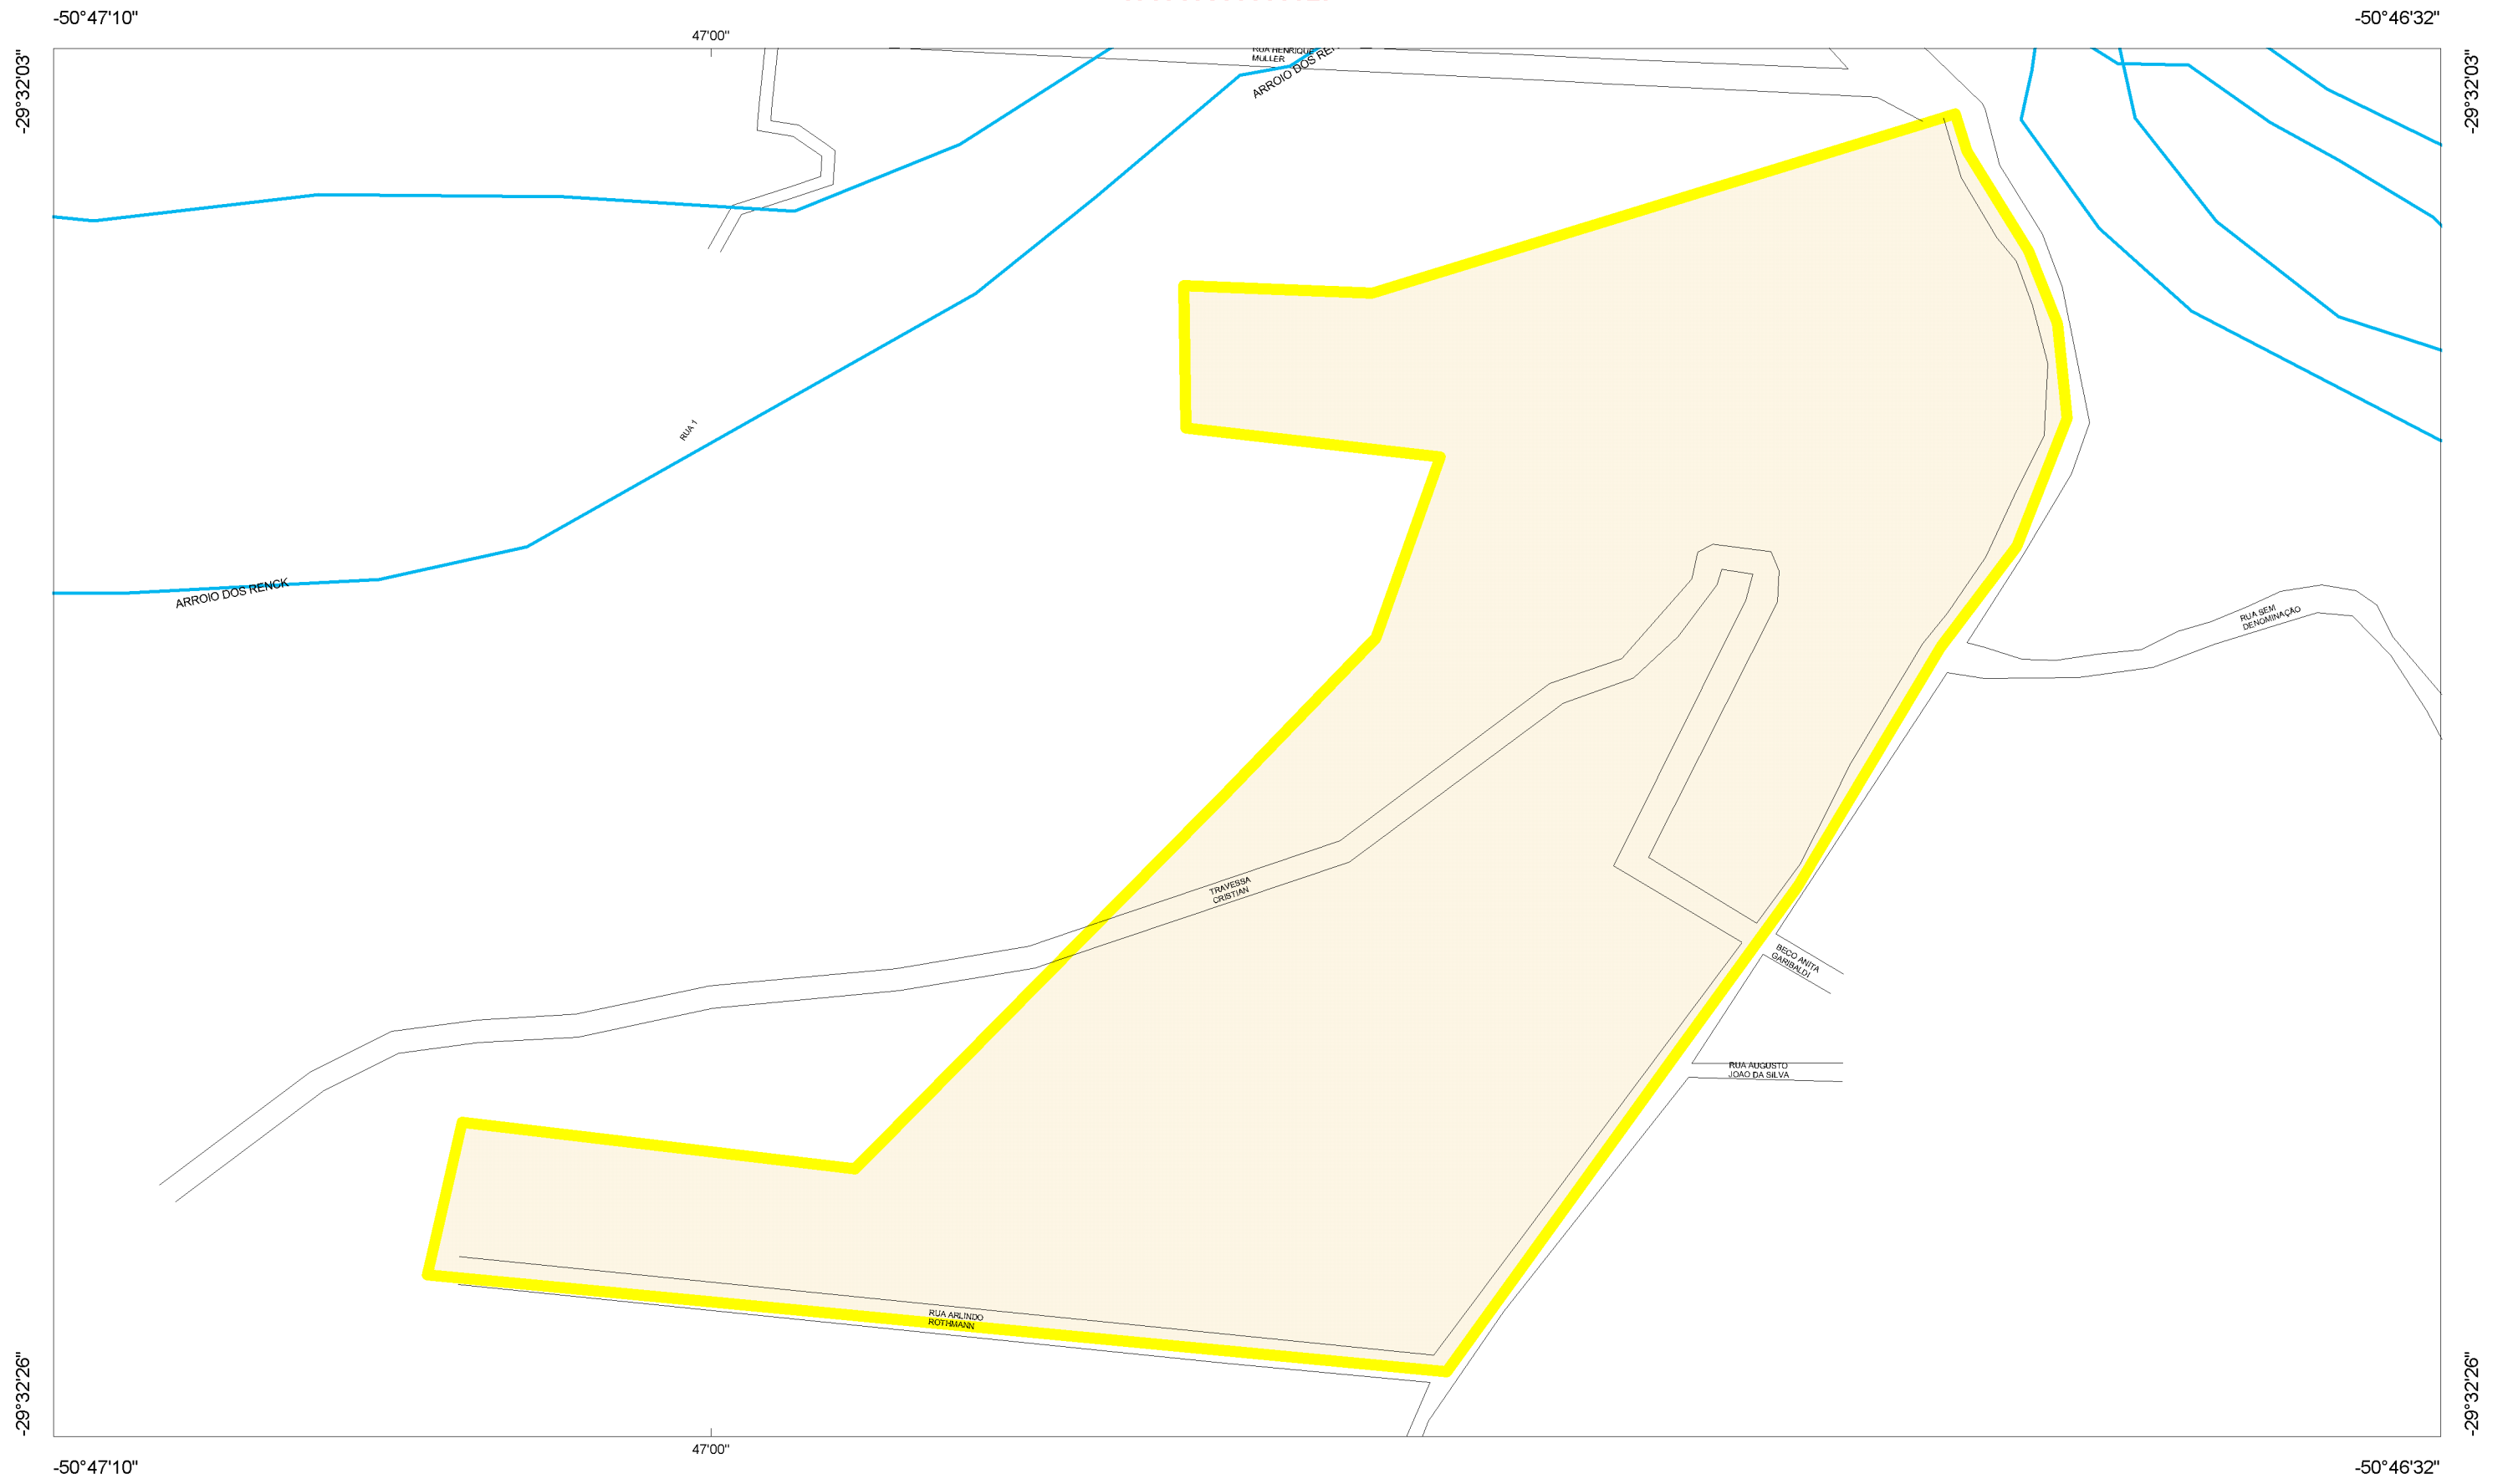 -50°47'10"
-50°46'32"
47'00"
-29°32'03"
-29°32'03"
RUA HENRIQUE
MULLER
ARROIO DOS REN
RUA 1
ARROIO DOS RENCK
RUA SEM
DENOMINAÇÃO
TRAVESSA
CRISTIAN
BECO ANITA
GARIBALDI
RUA AUGUSTO
JOAO DA SILVA
RUA ARLINDO
ROTHMANN
-29°32'26"
-29°32'26"
47'00"
-50°47'10"
-50°46'32"